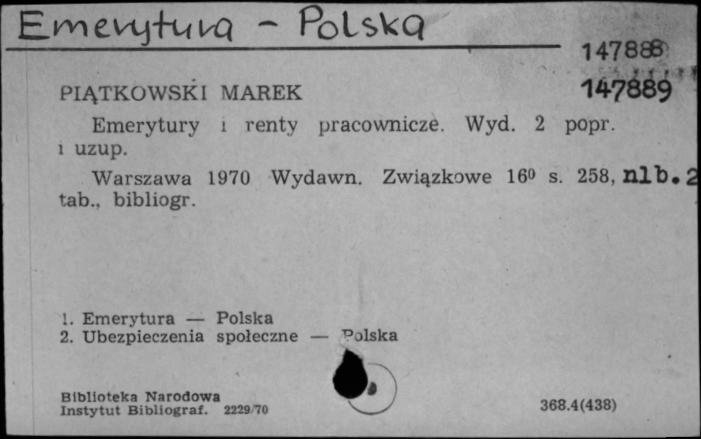 Emerytura - Polska
147888
147889
PIĄTKOWSKI MAREK
Emerytury i renty pracownicze. Wyd. 2 popr.
i uzup.
Warszawa 1970 Wydawn. Związkowe 16⁰ s. 258, nlb. 2
tab., bibliogr.
1. Emerytura — Polska
2. Ubezpieczenia społeczne — Polska
Biblioteka Narodowa
Instytut Bibliograf. 2229/70
368.4(438)